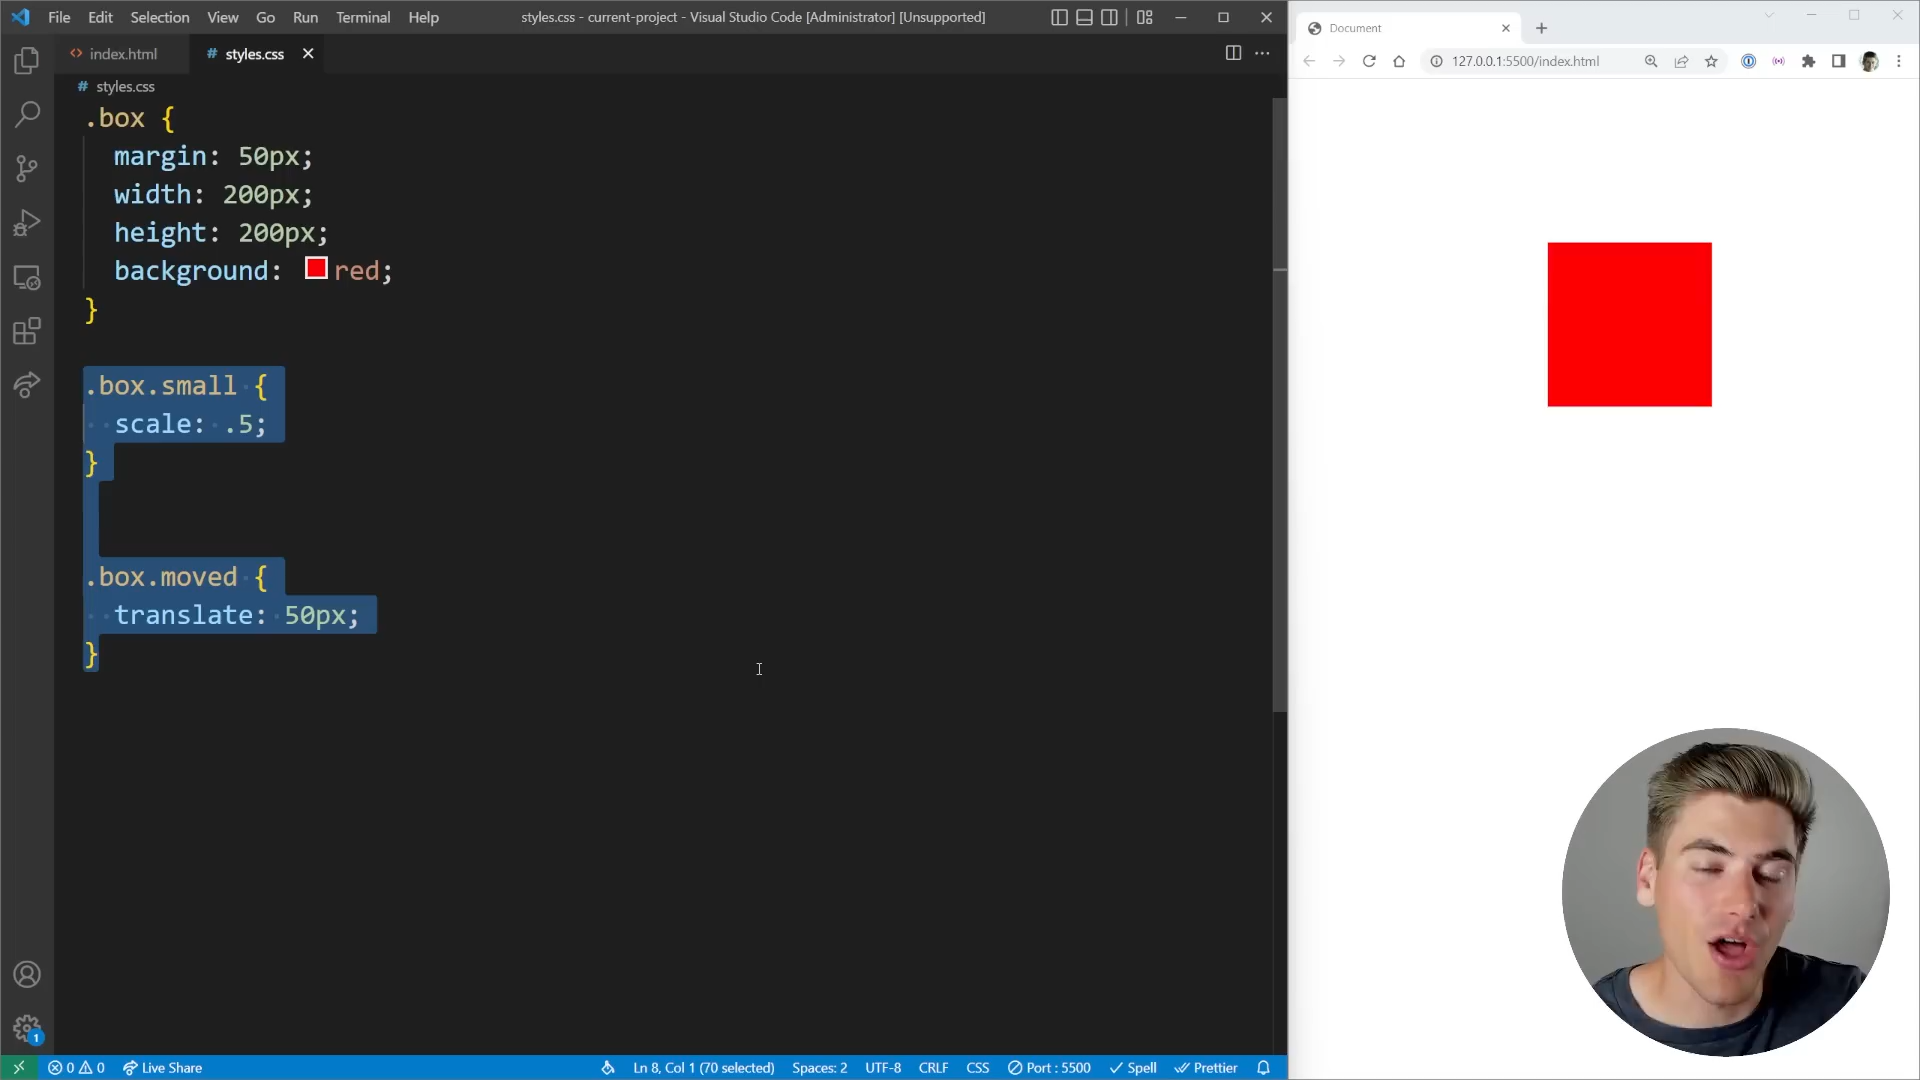 File Edit Selection View Go Run Terminal Help
styles.css - current-project - Visual Studio Code [Administrator] [Unsupported]
Document
index.html
styles.css
127.0.0.1:5500/index.html
styles.css
.box {
margin: 50px;
width: 200px;
height: 200px;
background: red;
}
.box.small {
scale: .5;
}
.box.moved {
translate: 50px;
}
1
0 0 Live Share Ln 8, Col 1 (70 selected) Spaces: 2 UTF-8 CRLF CSS Port : 5500 Spell Prettier